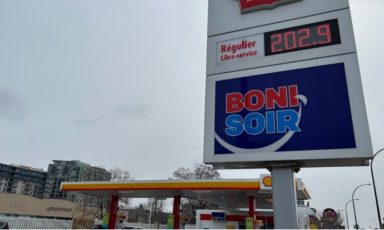 Régulier
Libre-service
202.9
BONI
SOIR